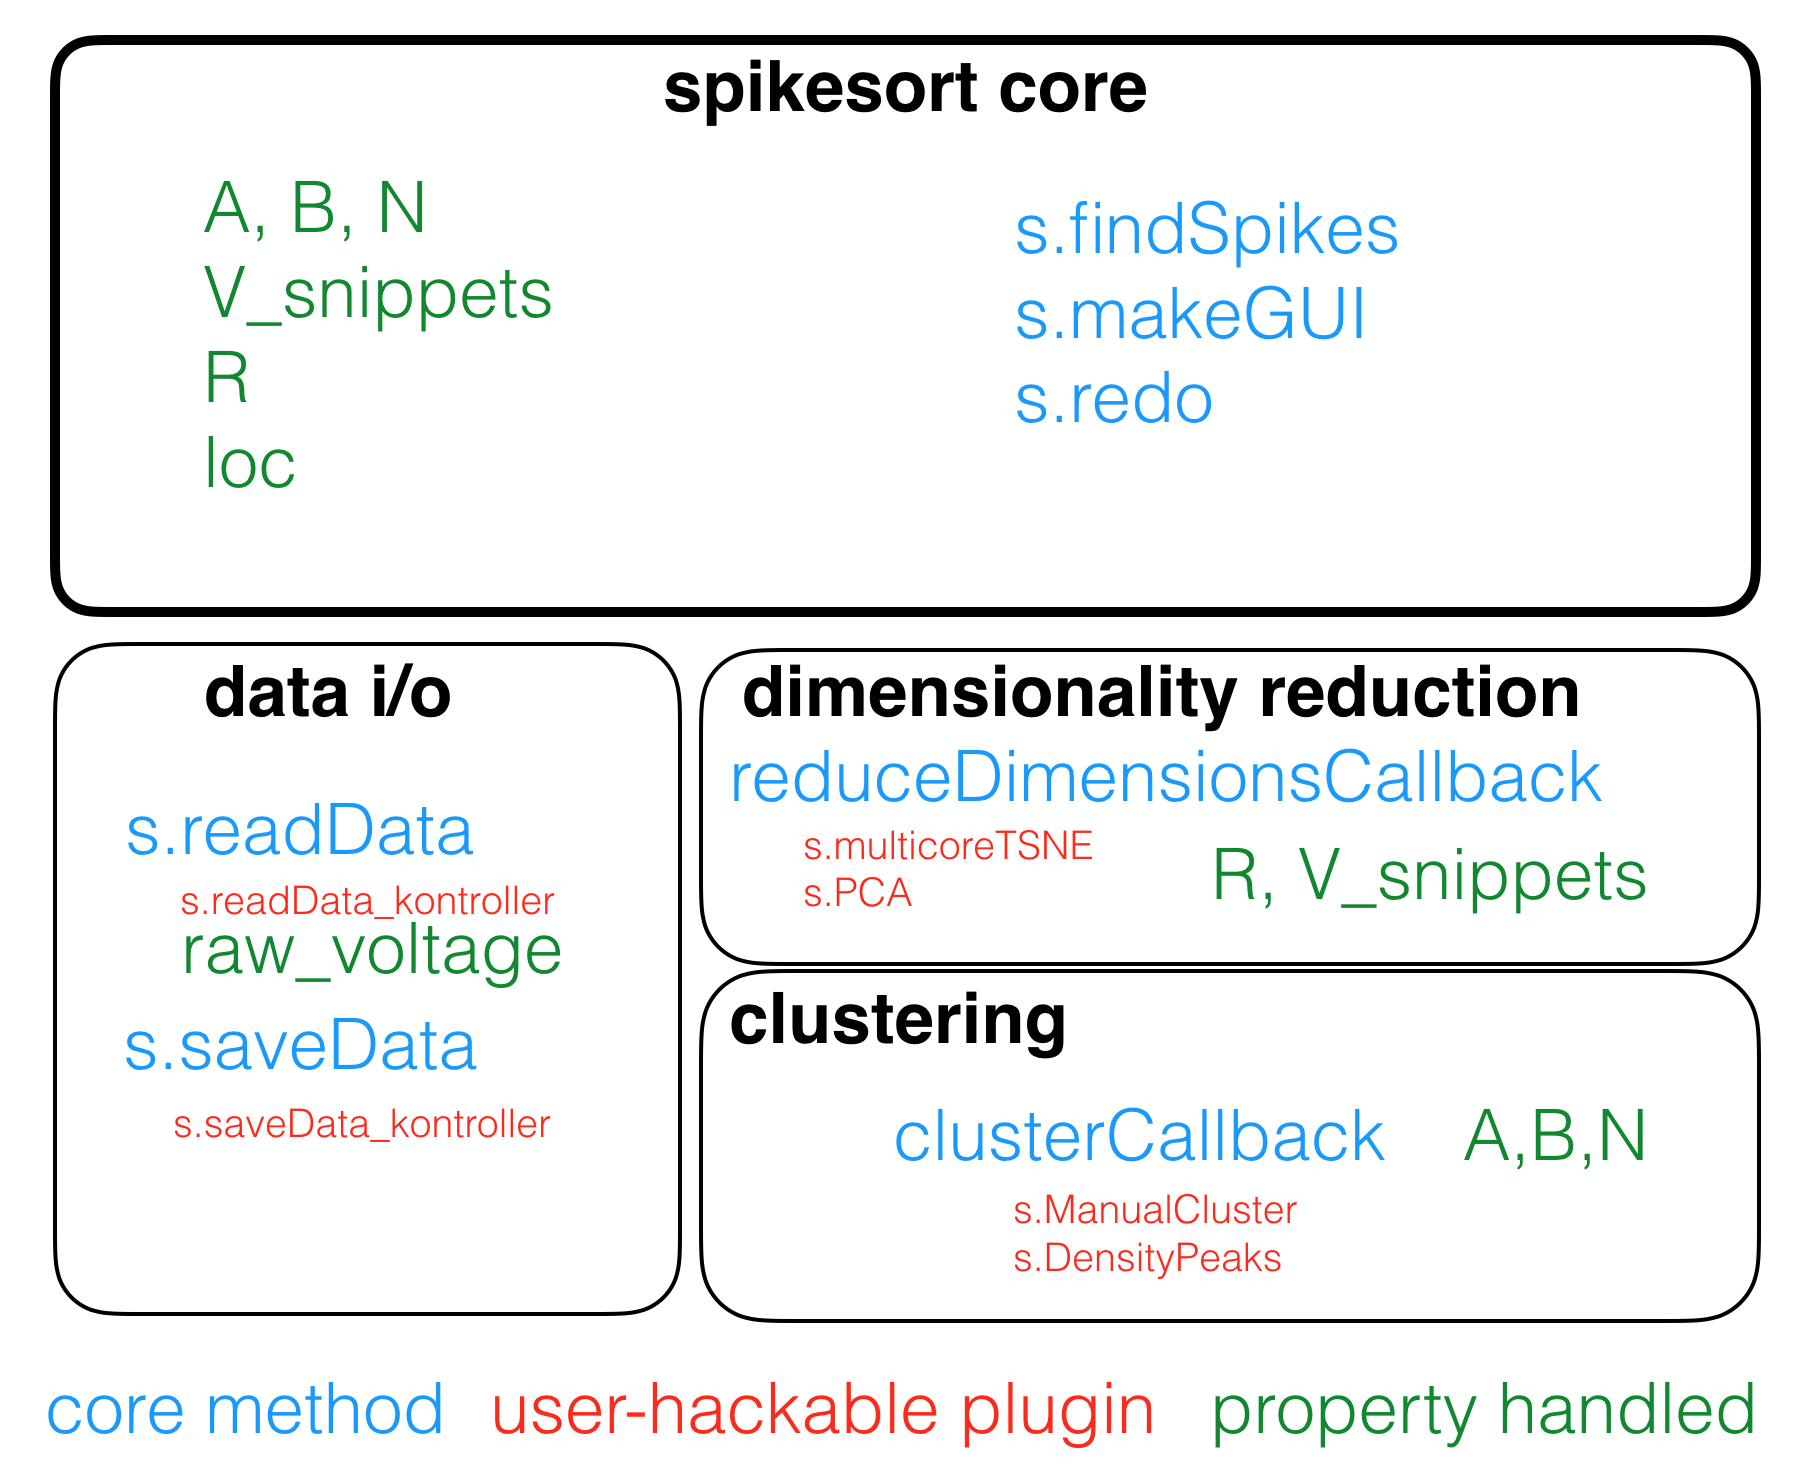 spikesort core
A, B, N
V_snippets
R
loc
s.findSpikes
s.makeGUI
s.redo
data i/o
s.readData
s.readData_kontroller
raw_voltage
s.saveData
s.saveData_kontroller
dimensionality reduction
reduceDimensionsCallback
s.multicoreTSNE
s.PCA
R, V_snippets
clustering
clusterCallback
A,B,N
s.ManualCluster
s.DensityPeaks
core method
user-hackable plugin
property handled